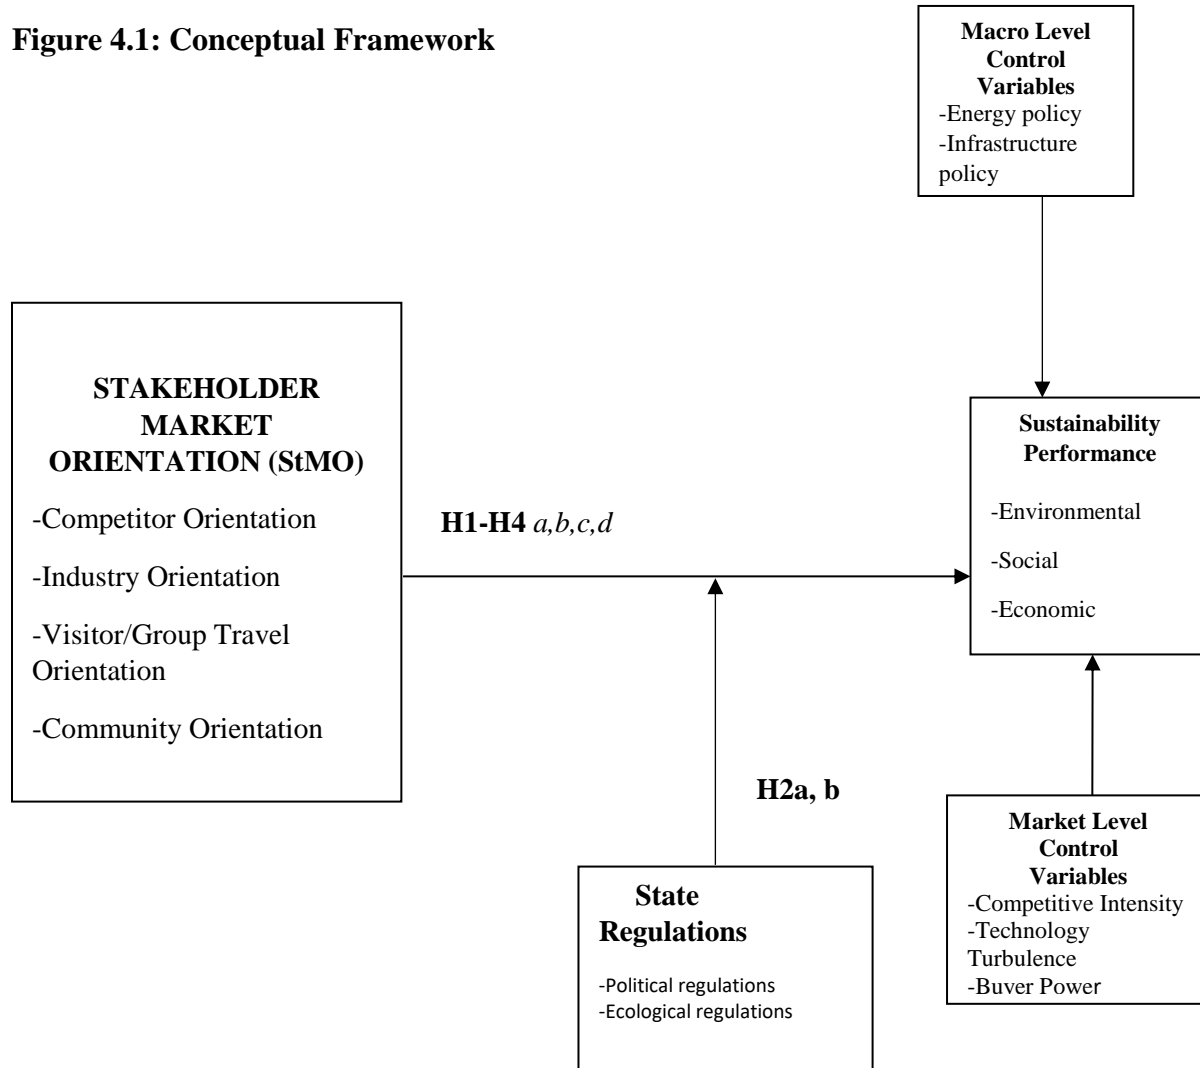 Figure 4.1: Conceptual Framework
Macro Level
Control
Variables
-Energy policy
-Infrastructure
policy
STAKEHOLDER
MARKET
ORIENTATION (StMO)
-Competitor Orientation
-Industry Orientation
-Visitor/Group Travel
Orientation
-Community Orientation
H1-H4 a,b,c,d
Sustainability
Performance
-Environmental
-Social
-Economic
H2a, b
State
Regulations
-Political regulations
-Ecological regulations
Market Level
Control
Variables
-Competitive Intensity
-Technology
Turbulence
-Buyer Power